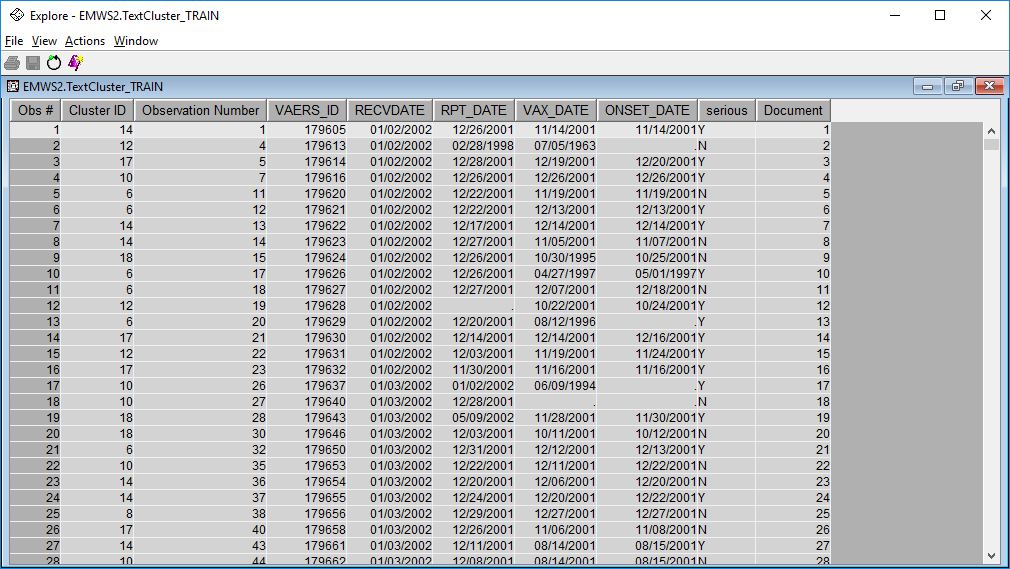 Explore - EMWS2.TextCluster_TRAIN
File View Actions Window
EMWS2.TextCluster_TRAIN
Obs # Cluster ID Observation Number VAERS_ID RECVDATE RPT_DATE VAX_DATE ONSET_DATE serious Document
1 14 1 179605 01/02/2002 12/26/2001 11/14/2001 11/14/2001 Y 1
2 12 4 179613 01/02/2002 02/28/1998 07/05/1963 . N 2
3 17 5 179614 01/02/2002 12/28/2001 12/19/2001 12/20/2001 Y 3
4 10 7 179616 01/02/2002 12/26/2001 12/26/2001 12/26/2001 Y 4
5 6 11 179620 01/02/2002 12/22/2001 11/19/2001 11/19/2001 N 5
6 6 12 179621 01/02/2002 12/22/2001 12/13/2001 12/13/2001 Y 6
7 14 13 179622 01/02/2002 12/17/2001 12/14/2001 12/14/2001 Y 7
8 14 14 179623 01/02/2002 12/27/2001 11/05/2001 11/07/2001 N 8
9 18 15 179624 01/02/2002 12/26/2001 10/30/1995 10/25/2001 N 9
10 6 17 179626 01/02/2002 12/26/2001 04/27/1997 05/01/1997 Y 10
11 6 18 179627 01/02/2002 12/27/2001 12/07/2001 12/18/2001 N 11
12 12 19 179628 01/02/2002 . 10/22/2001 10/24/2001 Y 12
13 6 20 179629 01/02/2002 12/20/2001 08/12/1996 . Y 13
14 17 21 179630 01/02/2002 12/14/2001 12/14/2001 12/16/2001 Y 14
15 12 22 179631 01/02/2002 12/03/2001 11/19/2001 11/24/2001 Y 15
16 17 23 179632 01/02/2002 11/30/2001 11/16/2001 11/16/2001 Y 16
17 10 26 179637 01/03/2002 01/02/2002 06/09/1994 . Y 17
18 10 27 179640 01/03/2002 12/28/2001 . . N 18
19 18 28 179643 01/03/2002 05/09/2002 11/28/2001 11/30/2001 Y 19
20 18 30 179646 01/03/2002 12/03/2001 10/11/2001 10/12/2001 N 20
21 6 32 179650 01/03/2002 12/31/2001 12/12/2001 12/13/2001 Y 21
22 10 35 179653 01/03/2002 12/22/2001 12/11/2001 12/22/2001 N 22
23 14 36 179654 01/03/2002 12/20/2001 12/06/2001 12/20/2001 N 23
24 14 37 179655 01/03/2002 12/24/2001 12/20/2001 12/22/2001 Y 24
25 8 38 179656 01/03/2002 12/29/2001 12/27/2001 12/27/2001 N 25
26 17 40 179658 01/03/2002 12/26/2001 11/06/2001 11/08/2001 N 26
27 14 43 179661 01/03/2002 12/11/2001 08/14/2001 08/15/2001 Y 27
28 10 44 179662 01/03/2002 12/08/2001 08/14/2001 08/15/2001 N 28